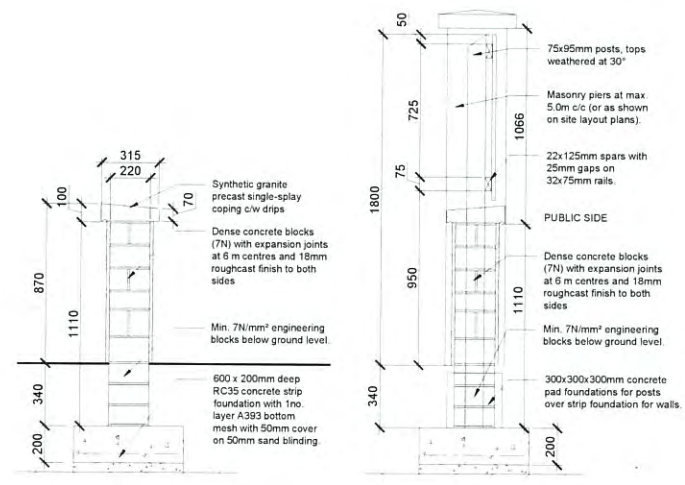 315
220
100
70
870
1110
340
200
Synthetic granite
precast single-splay
coping c/w drips
Dense concrete blocks
(7N) with expansion joints
at 6 m centres and 18mm
roughcast finish to both
sides
Min. 7N/mm² engineering
blocks below ground level.
600 x 200mm deep
RC35 concrete strip
foundation with 1no.
layer A393 bottom
mesh with 50mm cover
on 50mm sand blinding.
50
725
75
1800
950
340
1066
1110
200
75x95mm posts, tops
weathered at 30°
Masonry piers at max.
5.0m c/c (or as shown
on site layout plans).
22x125mm spars with
25mm gaps on
32x75mm rails.
PUBLIC SIDE
Dense concrete blocks
(7N) with expansion joints
at 6 m centres and 18mm
roughcast finish to both
sides
Min. 7N/mm² engineering
blocks below ground level.
300x300x300mm concrete
pad foundations for posts
over strip foundation for walls.